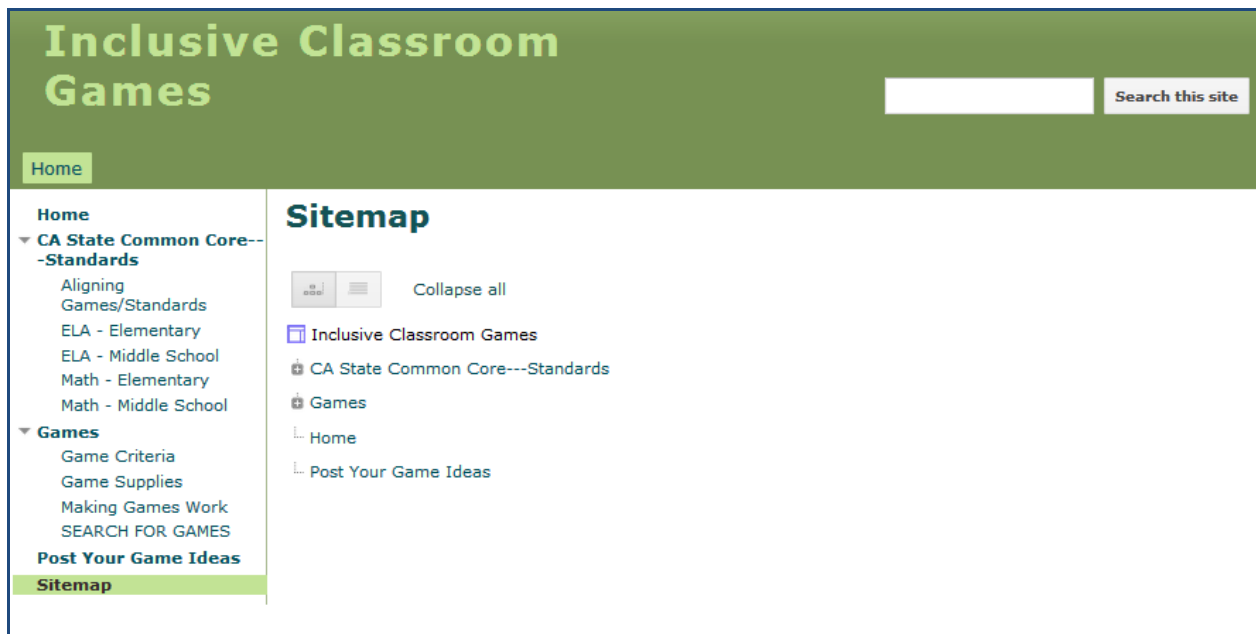 Inclusive Classroom
Games
Search this site
Home
Home
CA State Common Core--
-Standards
Aligning
Games/Standards
ELA - Elementary
ELA - Middle School
Math - Elementary
Math - Middle School
Games
Game Criteria
Game Supplies
Making Games Work
SEARCH FOR GAMES
Post Your Game Ideas
Sitemap
Sitemap
Collapse all
Inclusive Classroom Games
CA State Common Core---Standards
Games
Home
Post Your Game Ideas